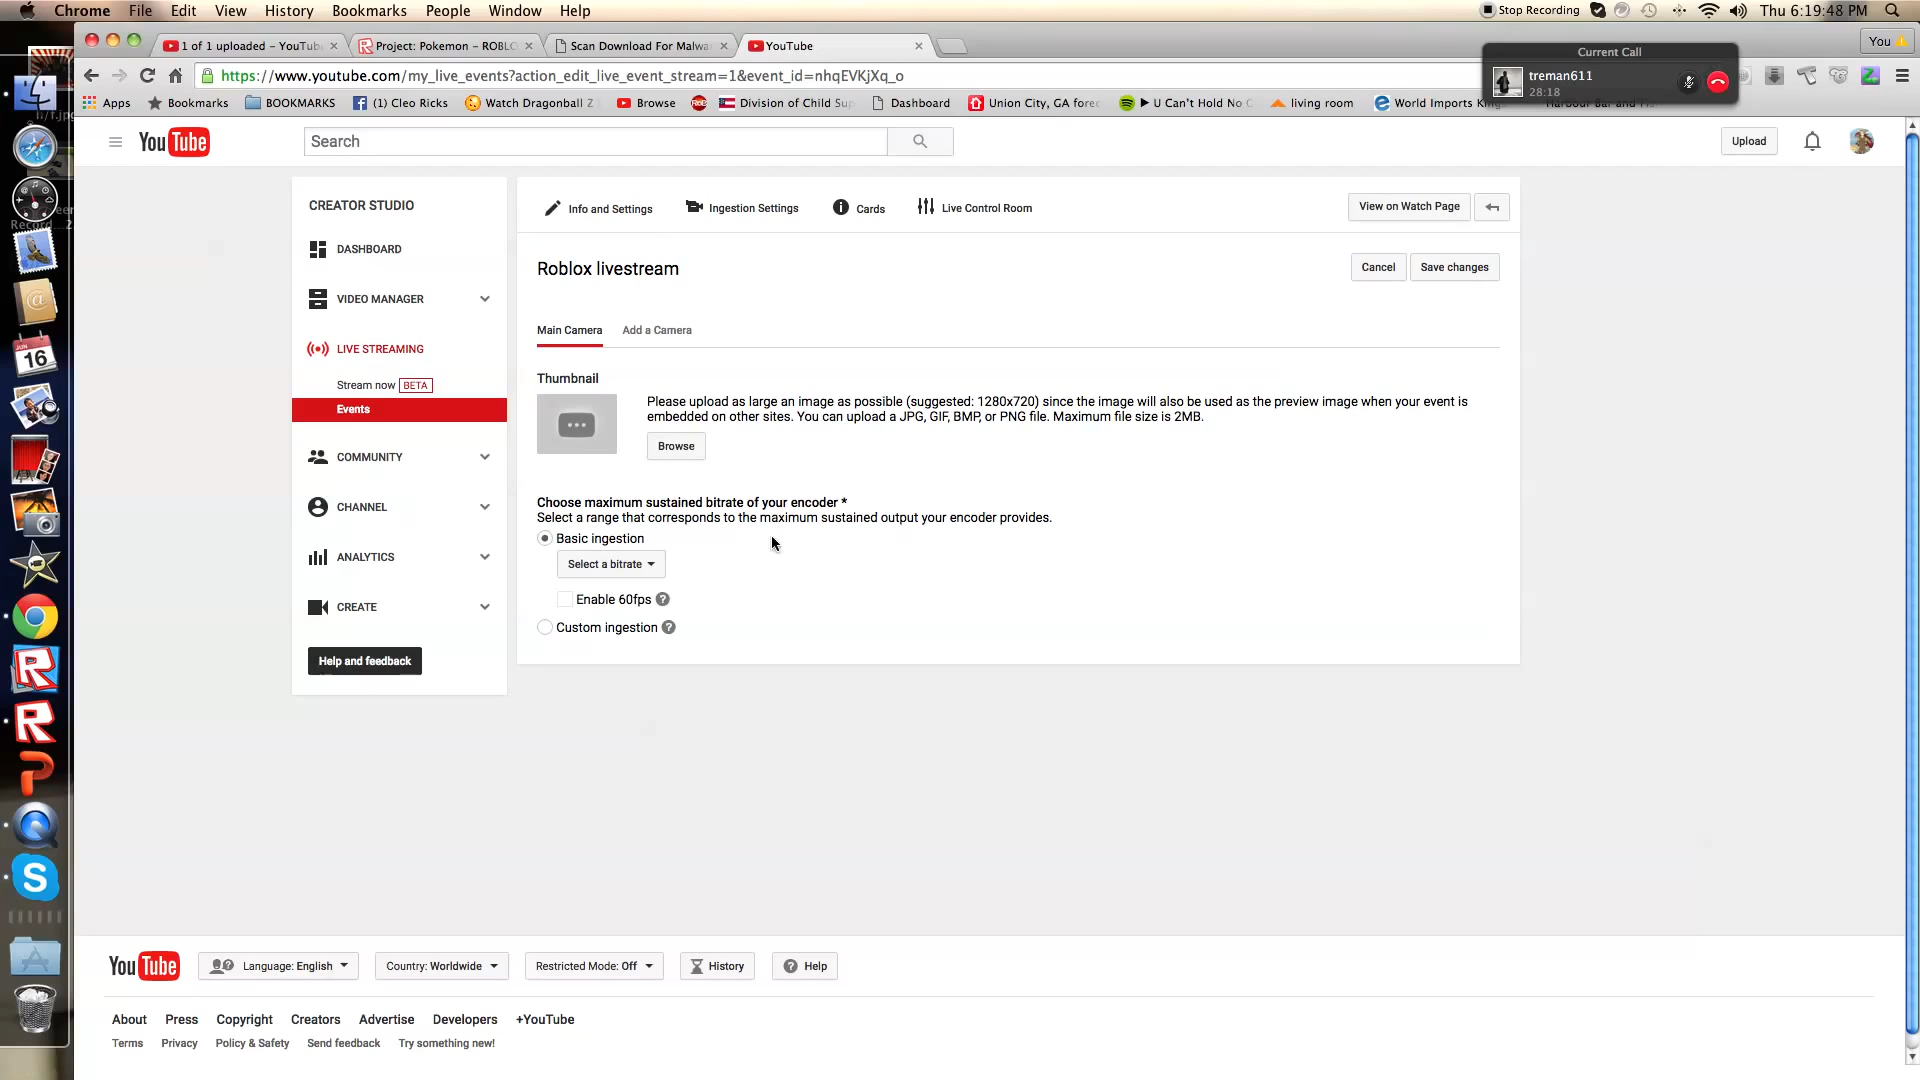 Chrome File Edit View History Bookmarks People Window Help Stop Recording Thu 6:19:48 PM
1 of 1 uploaded – YouTub Project: Pokemon – ROBLO Scan Download For Malwa YouTube You
Current Call
treman611
28:18
https://www.youtube.com/my_live_events?action_edit_live_event_stream=1&event_id=nhqEVKjXq_o
Apps Bookmarks BOOKMARKS (1) Cleo Ricks Watch Dragonball Z Browse Division of Child Sup Dashboard Union City, GA fore U Can't Hold No living room World Imports
YouTube Search Upload
CREATOR STUDIO
DASHBOARD
VIDEO MANAGER
LIVE STREAMING
Stream now BETA
Events
COMMUNITY
CHANNEL
ANALYTICS
CREATE
Help and feedback
Info and Settings Ingestion Settings Cards Live Control Room View on Watch Page
Roblox livestream Cancel Save changes
Main Camera Add a Camera
Thumbnail
Please upload as large an image as possible (suggested: 1280x720) since the image will also be used as the preview image when your event is
embedded on other sites. You can upload a JPG, GIF, BMP, or PNG file. Maximum file size is 2MB.
Browse
Choose maximum sustained bitrate of your encoder *
Select a range that corresponds to the maximum sustained output your encoder provides.
Basic ingestion
Select a bitrate
Enable 60fps ?
Custom ingestion ?
JUN
16
YouTube Language: English Country: Worldwide Restricted Mode: Off History Help
About Press Copyright Creators Advertise Developers +YouTube
Terms Privacy Policy & Safety Send feedback Try something new!